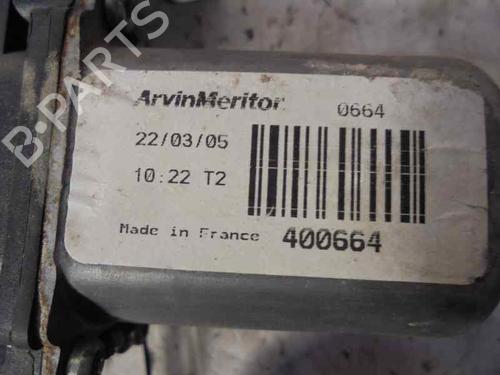 ArvinMeritor 0664
22/03/05
10:22 T2
Made in France 400664
B-PARTS